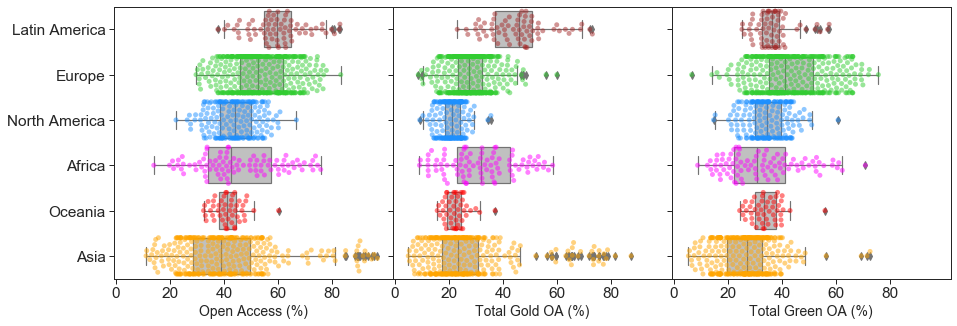 Latin America
Europe
North America
Africa
Oceania
Asia
0 20 40 60 80 0 20 40 60 80 0 20 40 60 80
Open Access (%) Total Gold OA (%) Total Green OA (%)